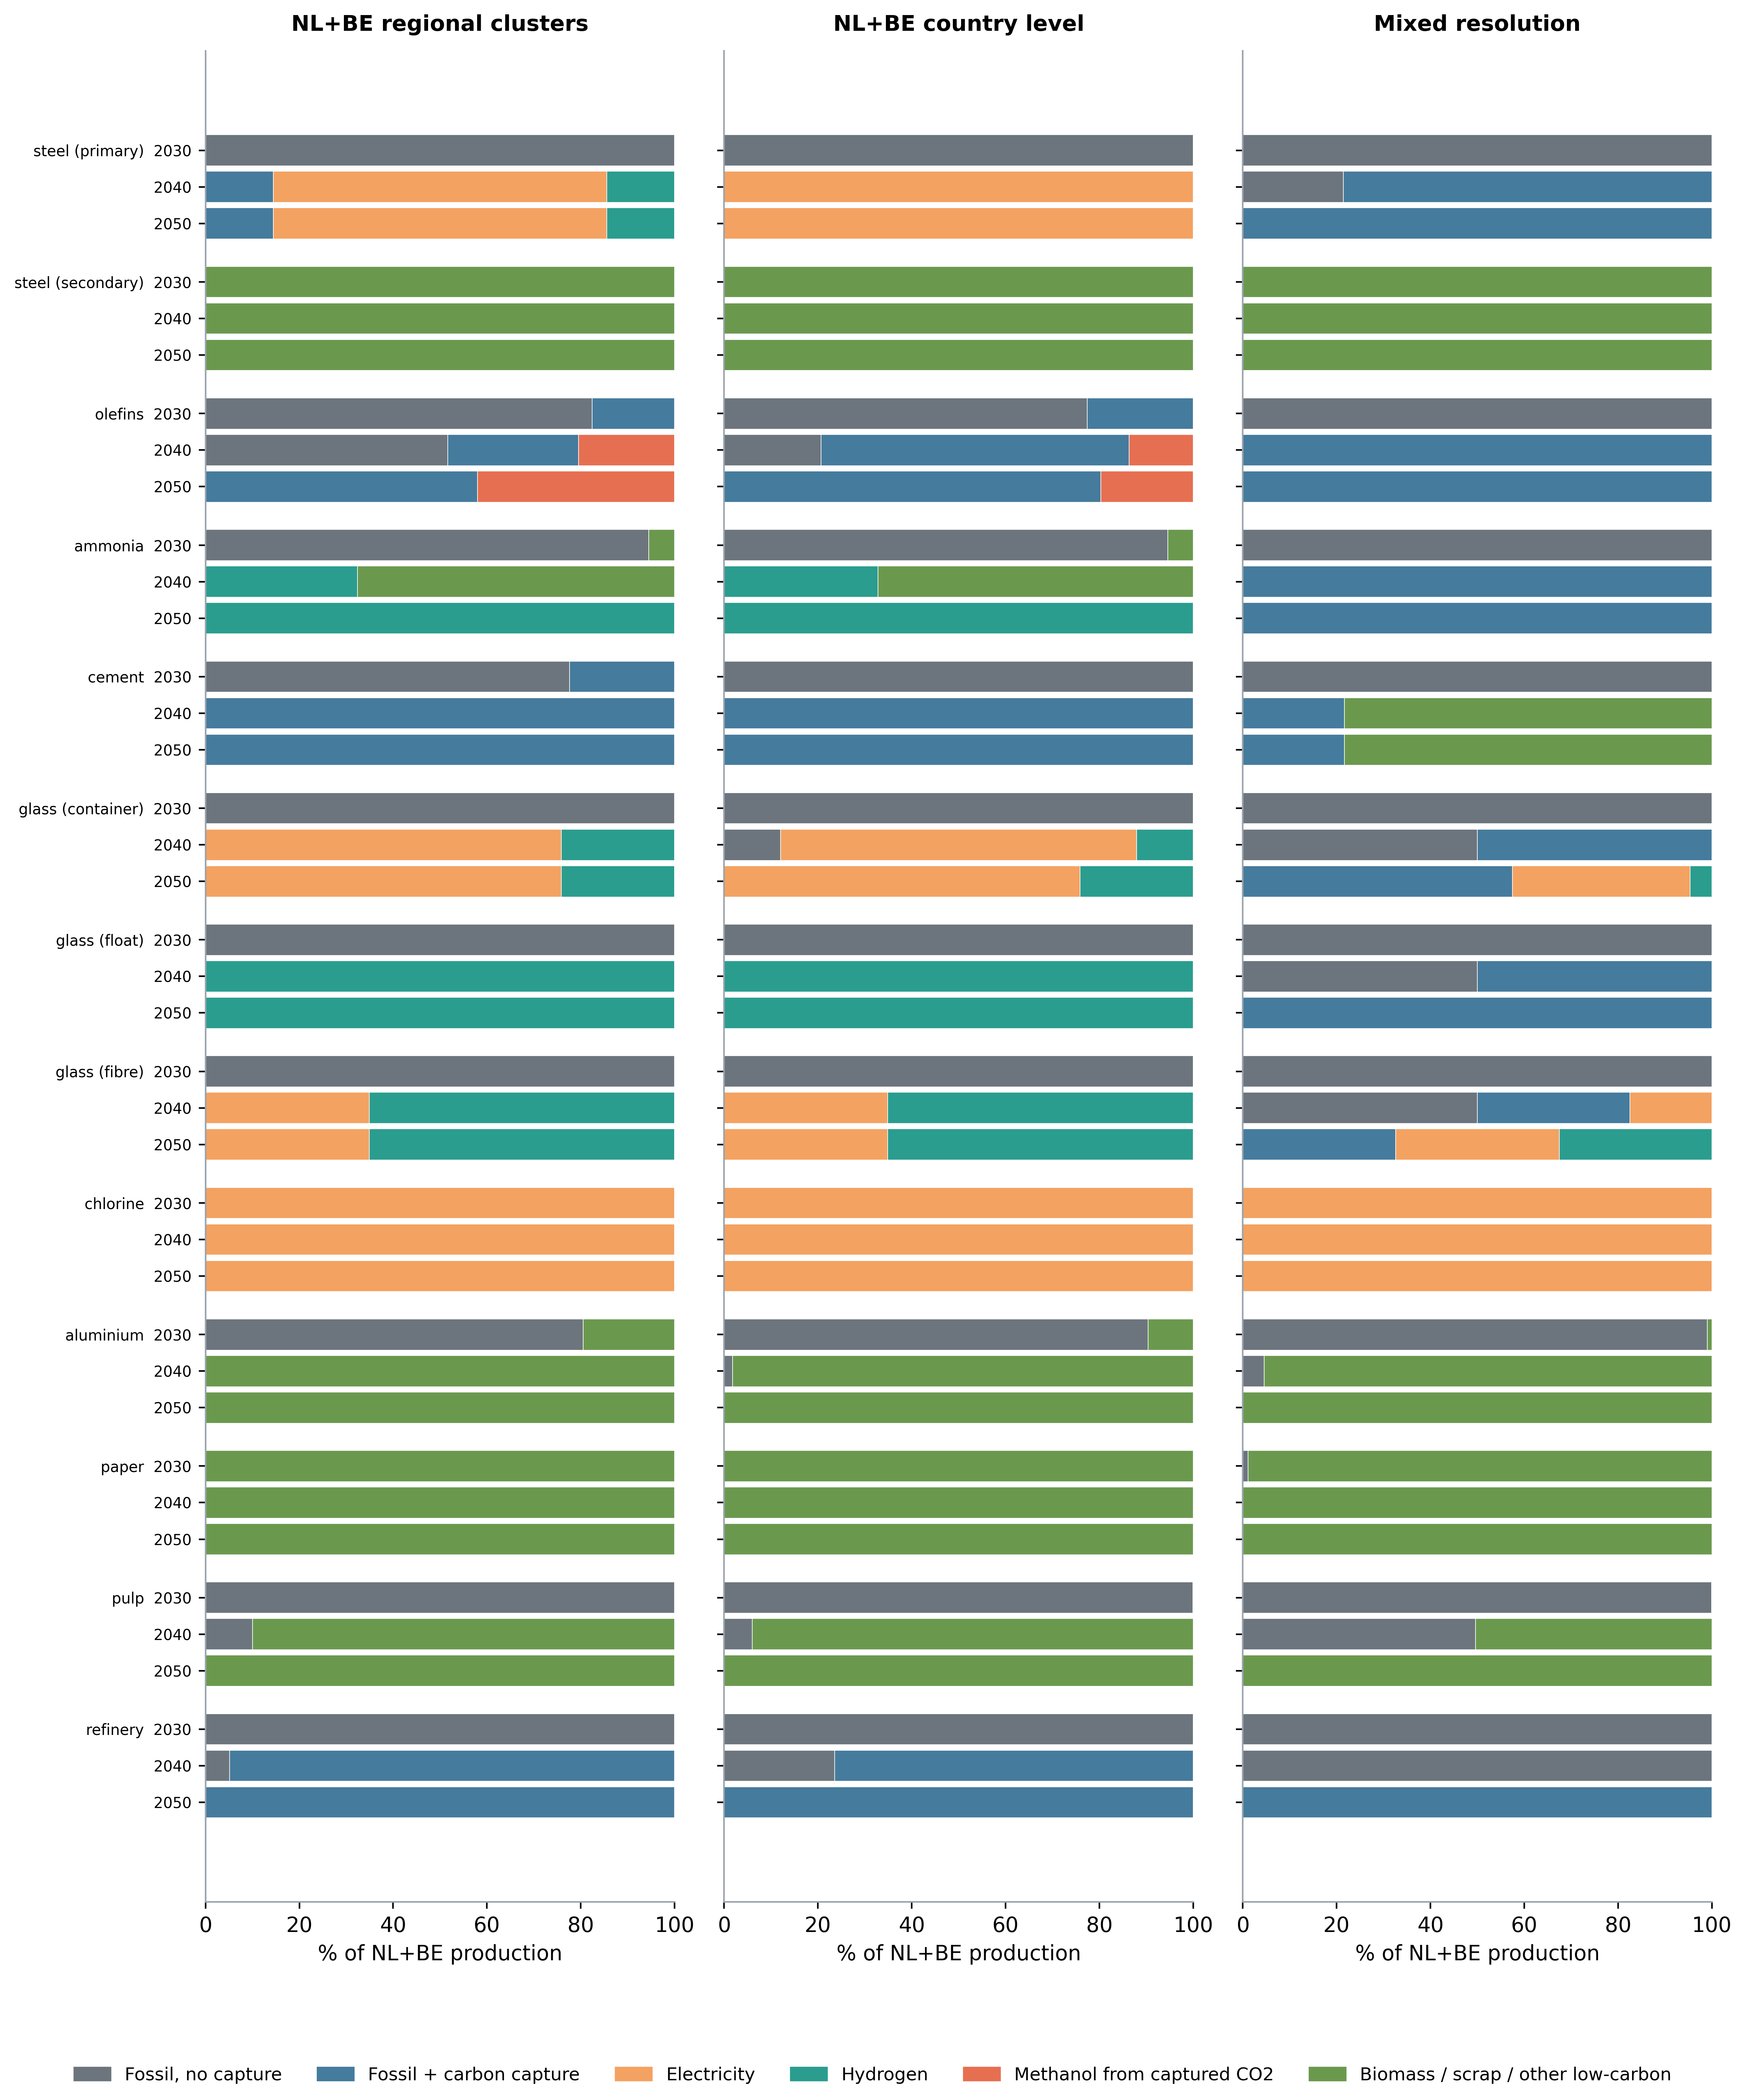 NL+BE regional clusters NL+BE country level Mixed resolution
steel (primary) 2030
2040
2050
steel (secondary) 2030
2040
2050
olefins 2030
2040
2050
ammonia 2030
2040
2050
cement 2030
2040
2050
glass (container) 2030
2040
2050
glass (float) 2030
2040
2050
glass (fibre) 2030
2040
2050
chlorine 2030
2040
2050
aluminium 2030
2040
2050
paper 2030
2040
2050
pulp 2030
2040
2050
refinery 2030
2040
2050
0 20 40 60 80 100 0 20 40 60 80 100 0 20 40 60 80 100
% of NL+BE production % of NL+BE production % of NL+BE production
Fossil, no capture Fossil + carbon capture Electricity Hydrogen Methanol from captured CO2 Biomass / scrap / other low-carbon